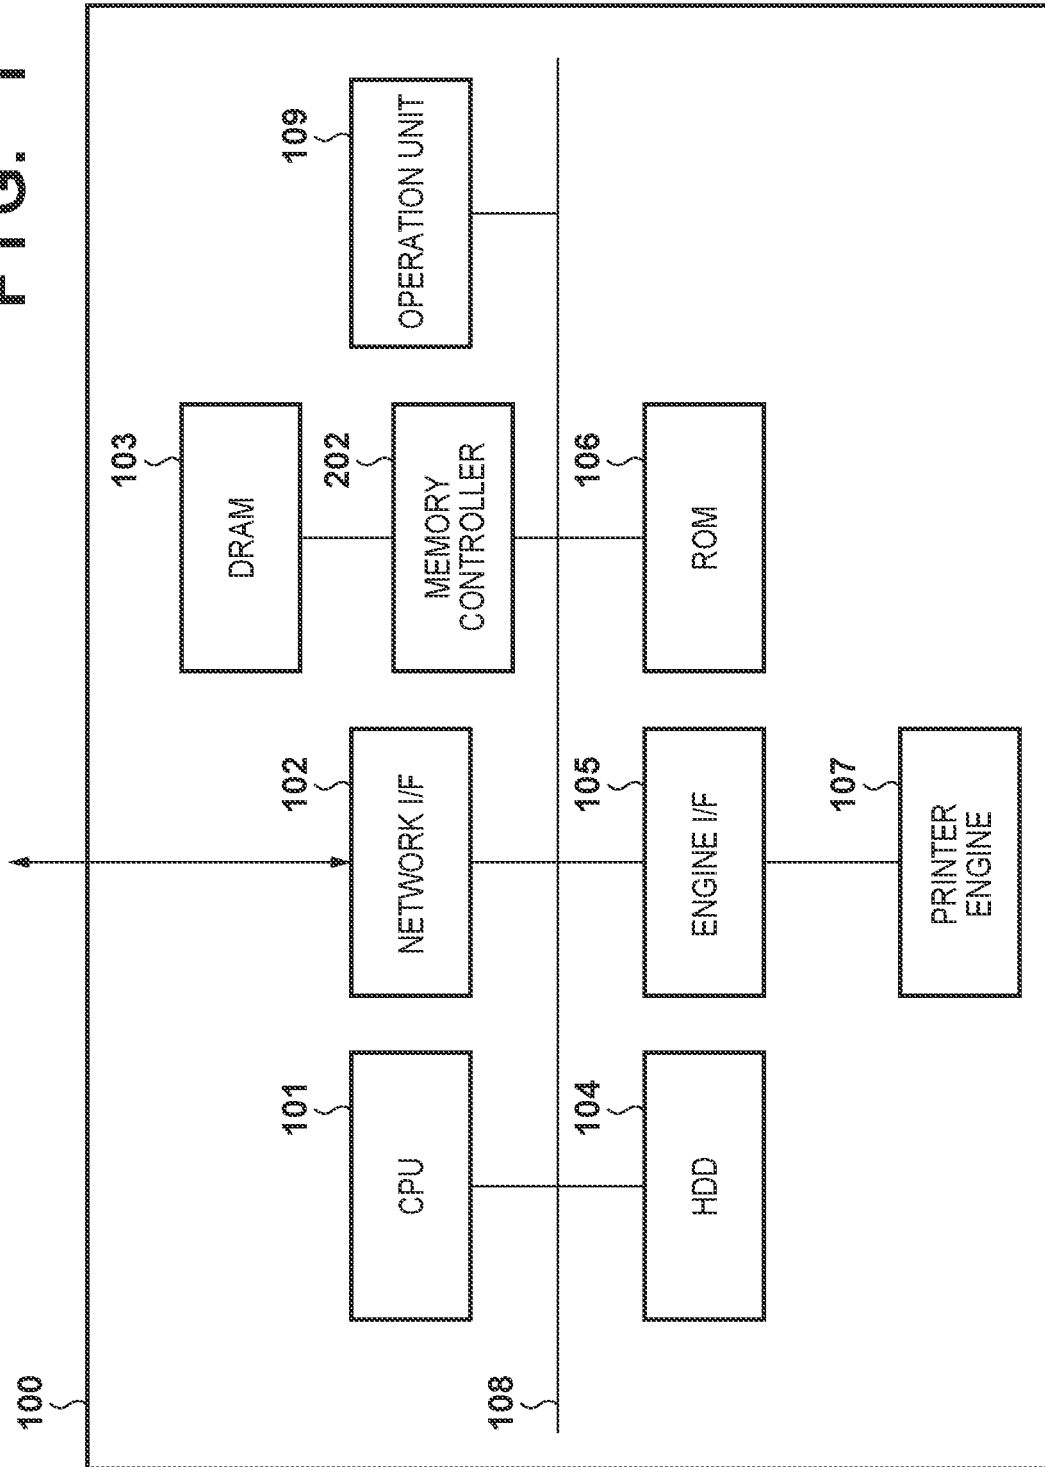 FIG. 1
100
103
DRAM
101
CPU
102
NETWORK I/F
202
MEMORY
CONTROLLER
109
OPERATION UNIT
108
104
HDD
105
ENGINE I/F
106
ROM
107
PRINTER
ENGINE